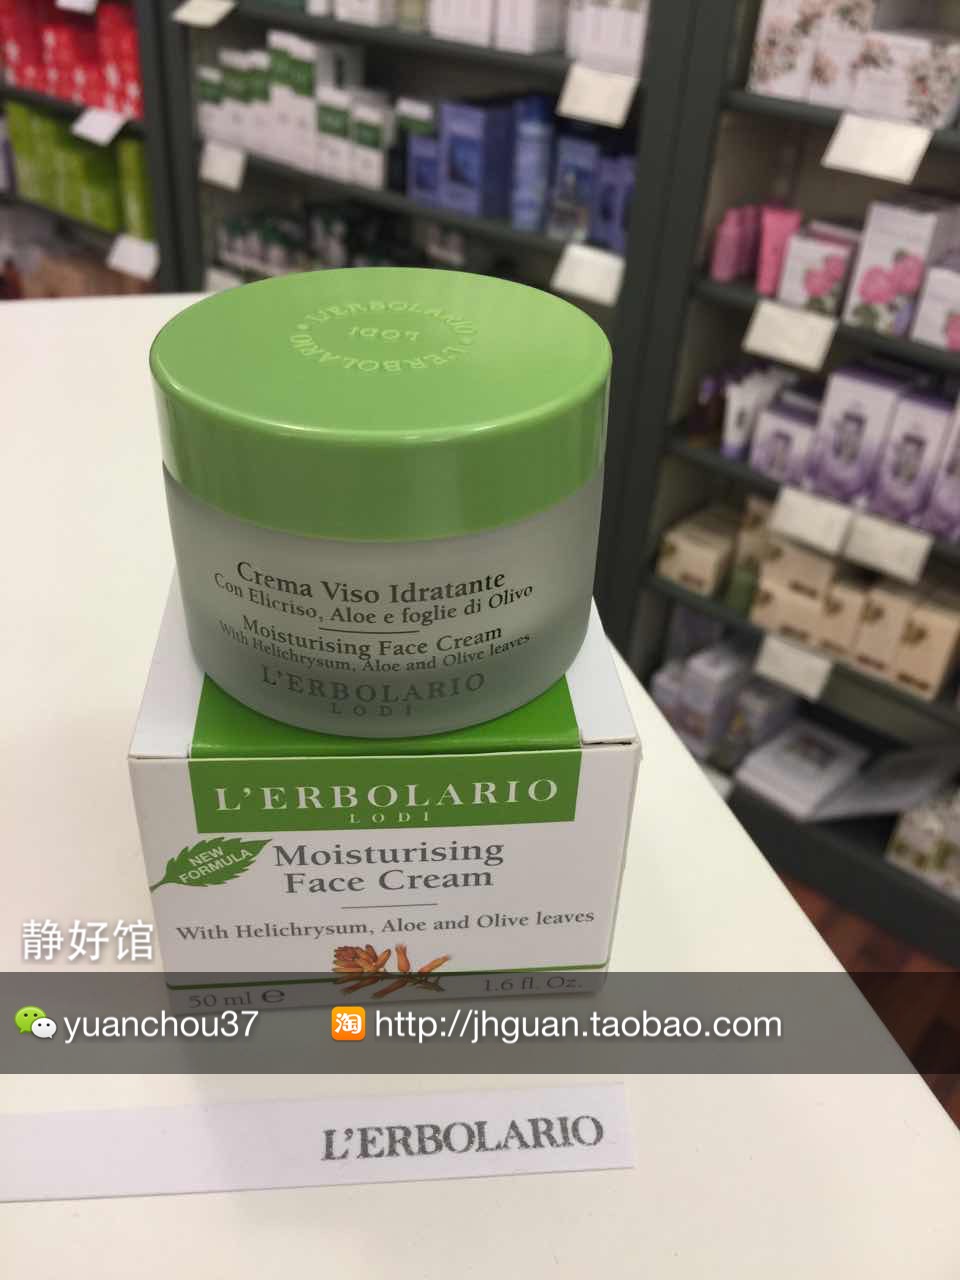 L'ERBOLARIO • L'ERBOLARIO •
LODI
Crema Viso Idratante
Con Elicriso, Aloe e foglie di Olivo
Moisturising Face Cream
With Helichrysum, Aloe and Olive leaves
L'ERBOLARIO
LODI
L'ERBOLARIO
LODI
NEW
FORMULA
Moisturising
Face Cream
With Helichrysum, Aloe and Olive leaves
静好馆
50 ml ℮ 1.6 fl. Oz.
yuanchou37 淘 http://jhguan.taobao.com
L'ERBOLARIO